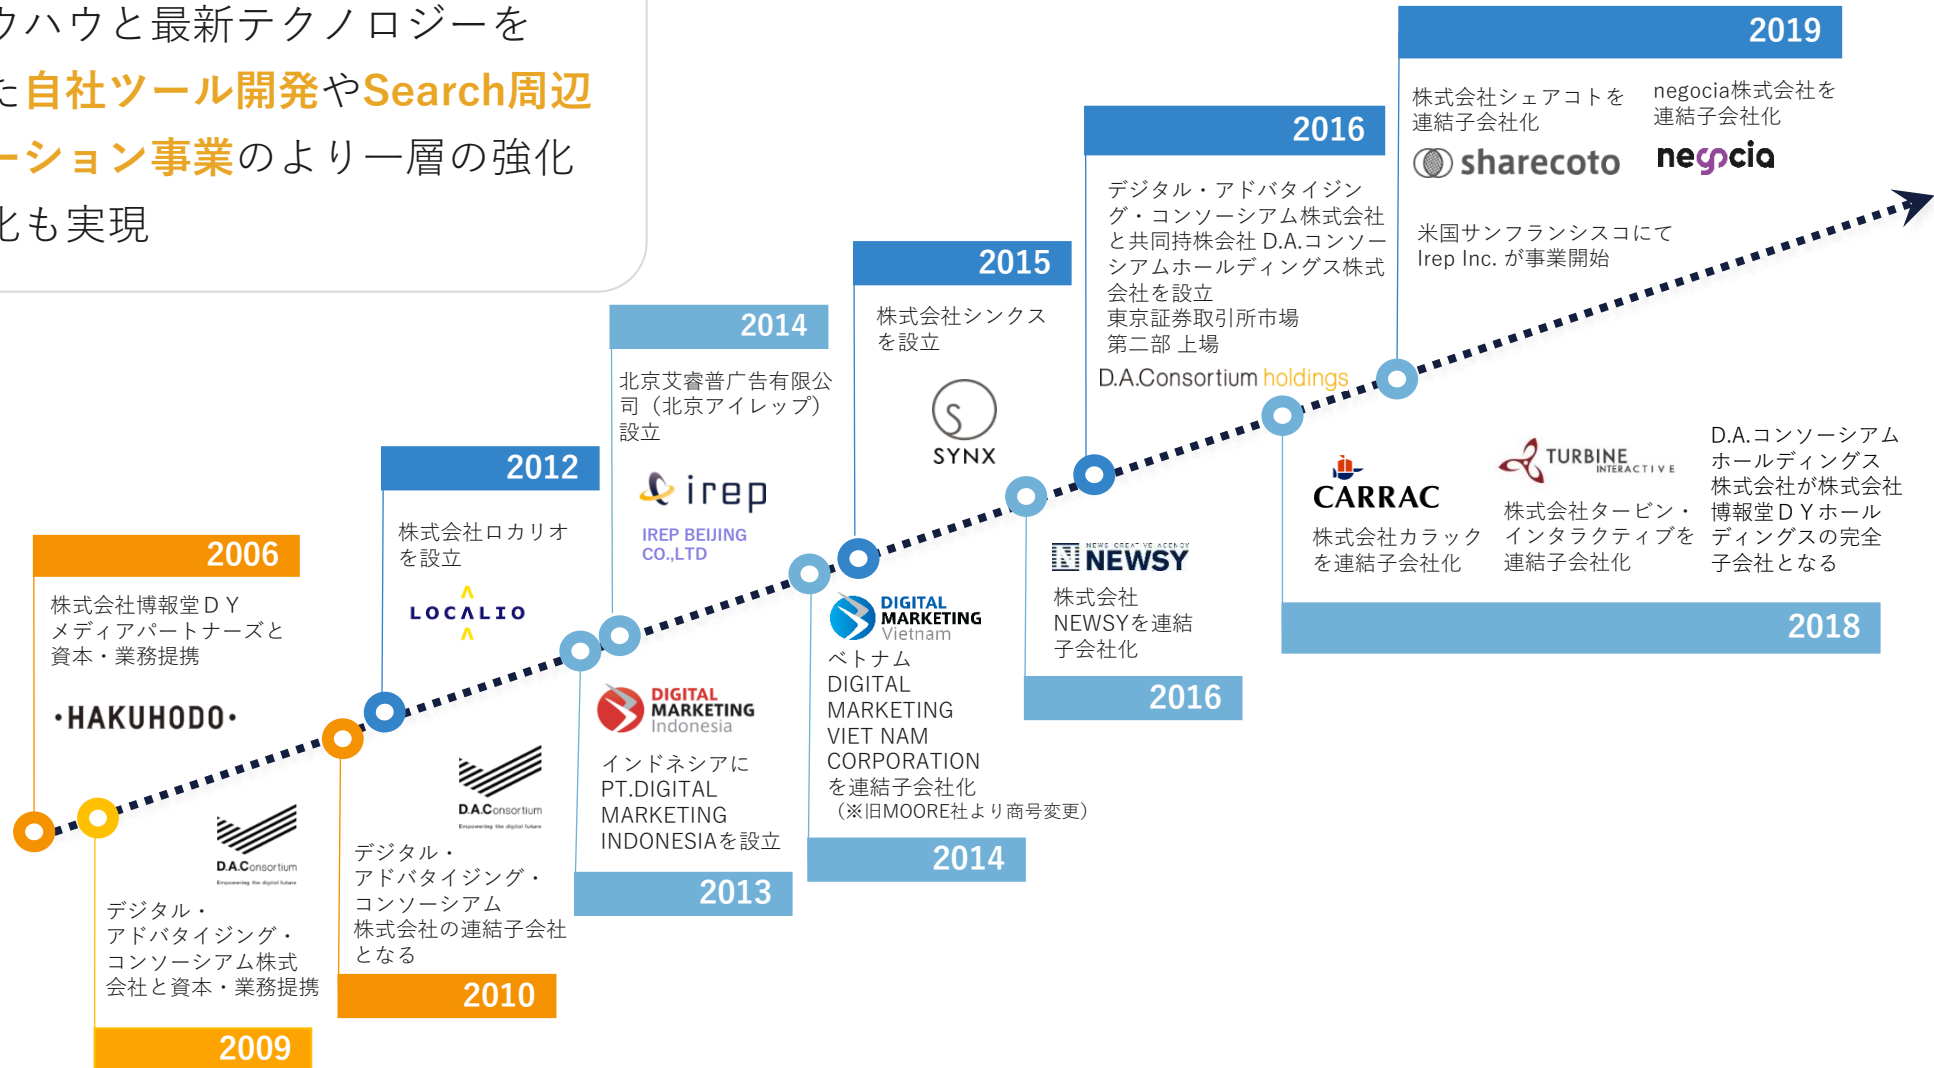 ウハウと最新テクノロジーを
た自社ツール開発やSearch周辺
ーション事業のより一層の強化
化も実現
2006
株式会社博報堂ＤＹ
メディアパートナーズと
資本・業務提携
・HAKUHODO・
D.A.Consortium
Empowering the digital future
デジタル・
アドバタイジング・
コンソーシアム株式
会社と資本・業務提携
2009
D.A.Consortium
Empowering the digital future
デジタル・
アドバタイジング・
コンソーシアム
株式会社の連結子会社
となる
2010
2012
株式会社ロカリオ
を設立
LOCALIO
DIGITAL
MARKETING
Indonesia
インドネシアに
PT.DIGITAL
MARKETING
INDONESIAを設立
2013
2014
北京艾睿普广告有限公
司（北京アイレップ）
設立
irep
IREP BEIJING
CO.,LTD
DIGITAL
MARKETING
Vietnam
ベトナム
DIGITAL
MARKETING
VIET NAM
CORPORATION
を連結子会社化
（※旧MOORE社より商号変更）
2014
2015
株式会社シンクス
を設立
S
SYNX
NEWS CREATIVE AGENCY
N NEWSY
株式会社
NEWSYを連結
子会社化
2016
2016
デジタル・アドバタイジン
グ・コンソーシアム株式会社
と共同持株会社 D.A.コンソー
シアムホールディングス株式
会社を設立
東京証券取引所市場
第二部 上場
D.A.Consortium holdings
CARRAC
株式会社カラック
を連結子会社化
TURBINE
INTERACTIVE
株式会社タービン・
インタラクティブを
連結子会社化
D.A.コンソーシアム
ホールディングス
株式会社が株式会社
博報堂ＤＹホール
ディングスの完全
子会社となる
2018
2019
株式会社シェアコトを
連結子会社化
sharecoto
negocia株式会社を
連結子会社化
negocia
米国サンフランシスコにて
Irep Inc. が事業開始